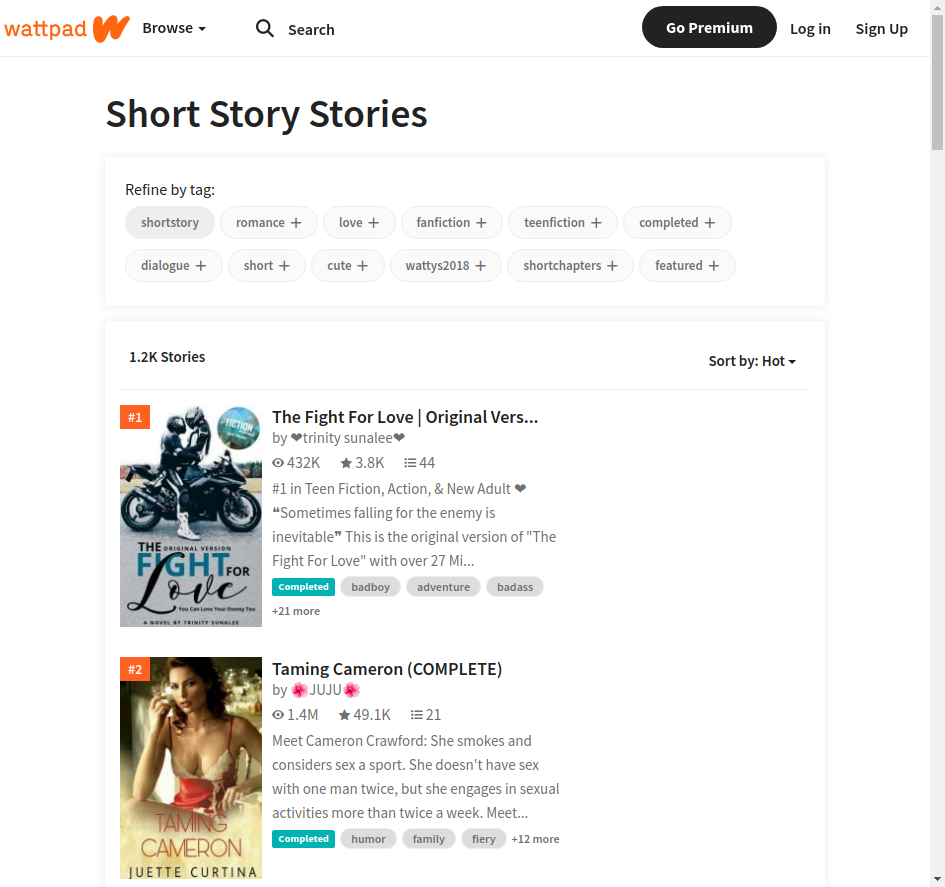 wattpad Browse Search Go Premium Log in Sign Up
Short Story Stories
Refine by tag:
shortstory romance + love + fanfiction + teenfiction + completed +
dialogue + short + cute + wattys2018 + shortchapters + featured +
1.2K Stories
Sort by: Hot
#1
The Fight For Love | Original Vers...
by ❤trinity sunalee❤
432K 3.8K 44
#1 in Teen Fiction, Action, & New Adult ❤
❝Sometimes falling for the enemy is
inevitable❞ This is the original version of "The
Fight For Love" with over 27 Mi...
Completed badboy adventure badass
+21 more
FICTION
THE ORIGINAL VERSION
FIGHT FOR
Love
You Can Love Your Enemy Too
A NOVEL BY TRINITY SUNALEE
#2
Taming Cameron (COMPLETE)
by 🌺JUJU🌺
1.4M 49.1K 21
Meet Cameron Crawford: She smokes and
considers sex a sport. She doesn't have sex
with one man twice, but she engages in sexual
activities more than twice a week. Meet...
Completed humor family fiery +12 more
TAMING
CAMERON
JUETTE CURTINA